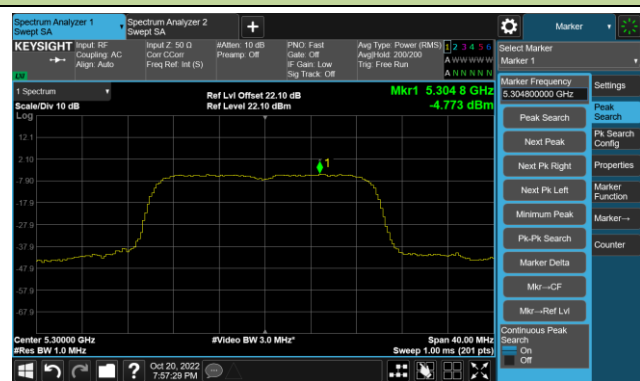 Spectrum Analyzer 1
Swept SA
Spectrum Analyzer 2
Swept SA
+
Marker
KEYSIGHT
Input: RF
Coupling: AC
Align: Auto
Input Z: 50 Ω
Corr CCorr
Freq Ref: Int (S)
#Atten: 10 dB
Preamp: Off
PNO: Fast
Gate: Off
IF Gain: Low
Sig Track: Off
Avg Type: Power (RMS)
Avg|Hold: 200/200
Trig: Free Run
1 2 3 4 5 6
A W W W W W
A N N N N N
LW
Select Marker
Marker 1
1 Spectrum
Scale/Div 10 dB
Log
Ref Lvl Offset 22.10 dB
Ref Level 22.10 dBm
Mkr1 5.304 8 GHz
-4.773 dBm
12.1
2.10
-7.90
-17.9
-27.9
-37.9
-47.9
-57.9
-67.9
1
Center 5.30000 GHz
#Res BW 1.0 MHz
#Video BW 3.0 MHz*
Span 40.00 MHz
Sweep 1.00 ms (201 pts)
Marker Frequency
5.304800000 GHz
Peak Search
Next Peak
Next Pk Right
Next Pk Left
Minimum Peak
Pk-Pk Search
Marker Delta
Mkr→CF
Mkr→Ref Lvl
Continuous Peak
Search
On
Off
Settings
Peak
Search
Pk Search
Config
Properties
Marker
Function
Marker→
Counter
?
Oct 20, 2022
7:57:29 PM